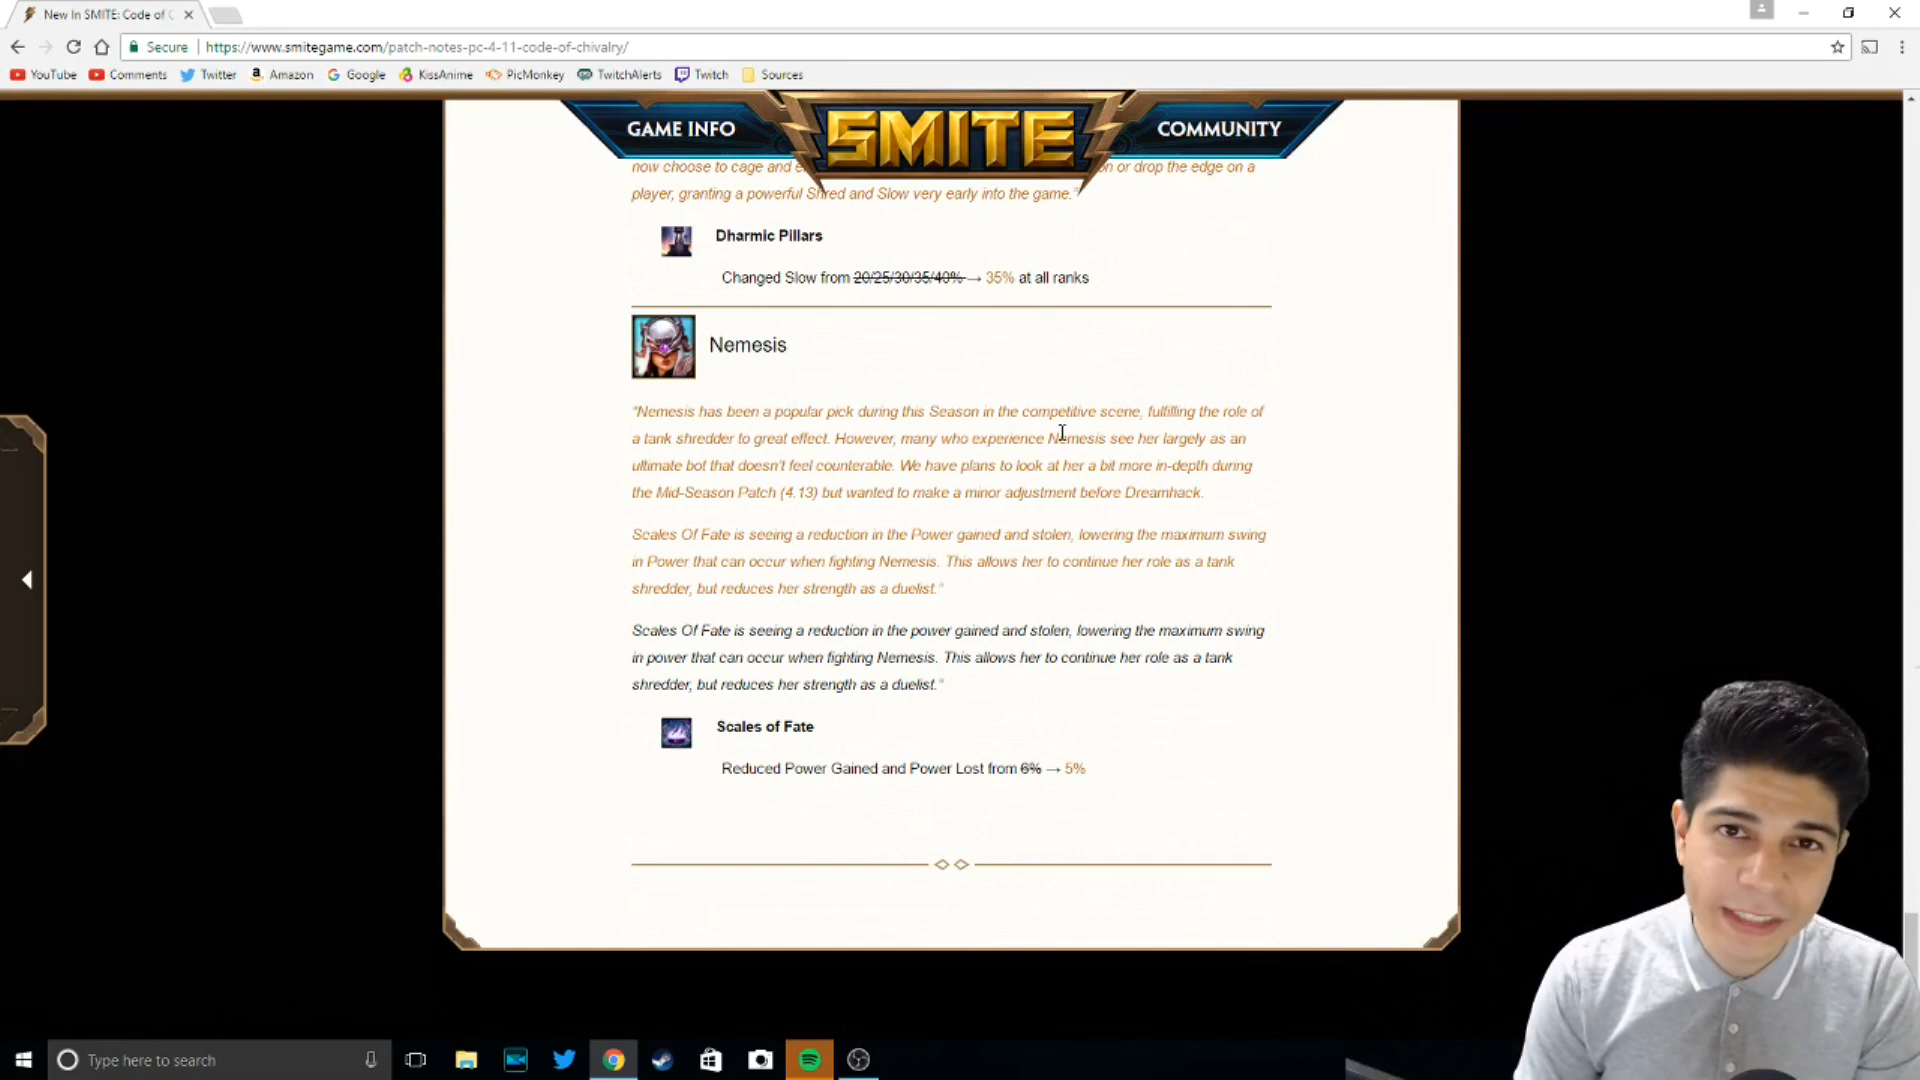 New In SMITE: Code of C
Secure
https://www.smitegame.com/patch-notes-pc-4-11-code-of-chivalry/
YouTube Comments Twitter Amazon Google KissAnime PicMonkey TwitchAlerts Twitch Sources
GAME INFO SMITE COMMUNITY
now choose to cage and or drop the edge on a
player, granting a powerful Shred and Slow very early into the game."
Dharmic Pillars
Changed Slow from 20/25/30/35/40% → 35% at all ranks
Nemesis
"Nemesis has been a popular pick during this Season in the competitive scene, fulfilling the role of
a tank shredder to great effect. However, many who experience Nemesis see her largely as an
ultimate bot that doesn't feel counterable. We have plans to look at her a bit more in-depth during
the Mid-Season Patch (4.13) but wanted to make a minor adjustment before Dreamhack.
Scales Of Fate is seeing a reduction in the Power gained and stolen, lowering the maximum swing
in Power that can occur when fighting Nemesis. This allows her to continue her role as a tank
shredder, but reduces her strength as a duelist."
Scales Of Fate is seeing a reduction in the power gained and stolen, lowering the maximum swing
in power that can occur when fighting Nemesis. This allows her to continue her role as a tank
shredder, but reduces her strength as a duelist."
Scales of Fate
Reduced Power Gained and Power Lost from 6% → 5%
Type here to search